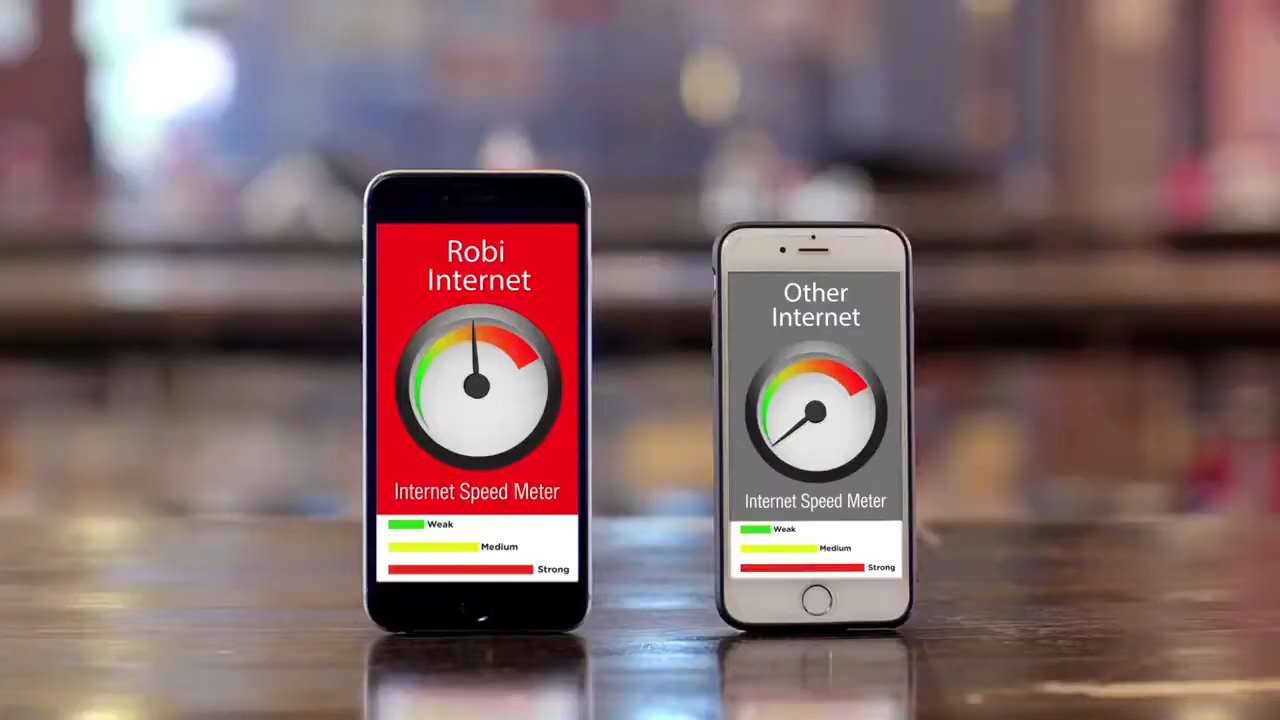 Robi
Internet
Internet Speed Meter
Weak
Medium
Strong
Other
Internet
Internet Speed Meter
Weak
Medium
Strong